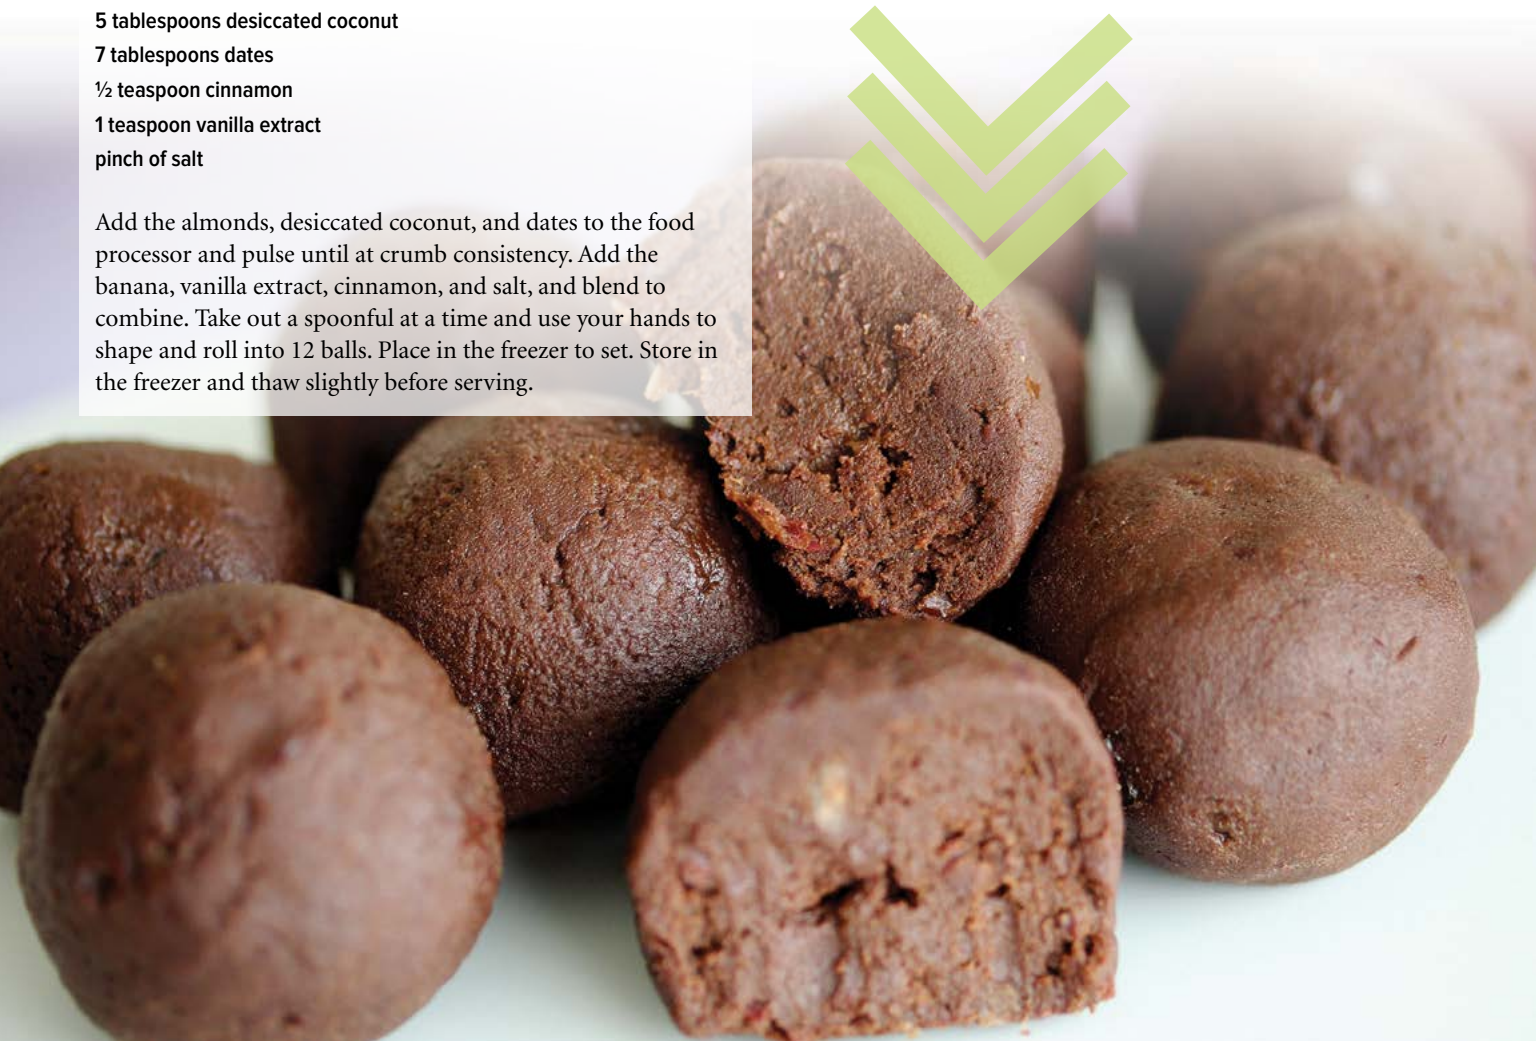 5 tablespoons desiccated coconut
7 tablespoons dates
½ teaspoon cinnamon
1 teaspoon vanilla extract
pinch of salt
Add the almonds, desiccated coconut, and dates to the food
processor and pulse until at crumb consistency. Add the
banana, vanilla extract, cinnamon, and salt, and blend to
combine. Take out a spoonful at a time and use your hands to
shape and roll into 12 balls. Place in the freezer to set. Store in
the freezer and thaw slightly before serving.